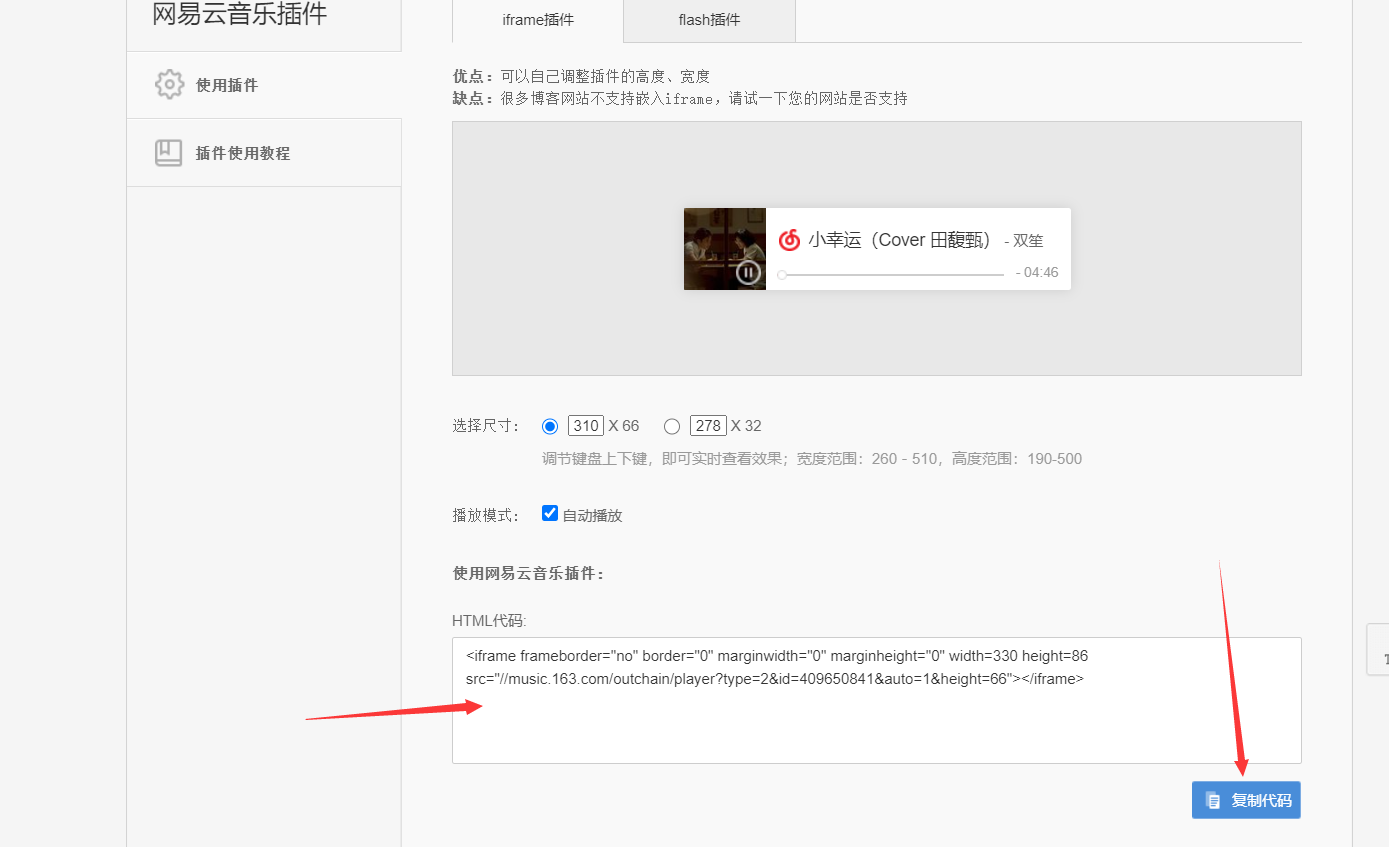 网易云音乐插件
使用插件
插件使用教程
iframe插件
flash插件
优点：可以自己调整插件的高度、宽度
缺点：很多博客网站不支持嵌入iframe，请试一下您的网站是否支持
小幸运（Cover 田馥甄） - 双笙
- 04:46
选择尺寸： 310 X 66 278 X 32
调节键盘上下键，即可实时查看效果；宽度范围：260 - 510，高度范围：190-500
播放模式： 自动播放
使用网易云音乐插件：
HTML代码:
<iframe frameborder="no" border="0" marginwidth="0" marginheight="0" width=330 height=86
src="//music.163.com/outchain/player?type=2&id=409650841&auto=1&height=66"></iframe>
复制代码